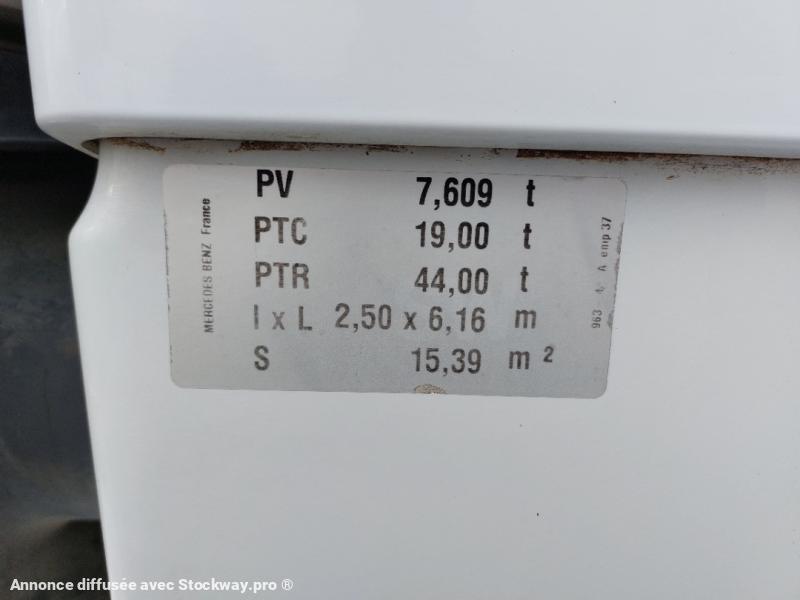 MERCEDES BENZ France
PV 7,609 t
PTC 19,00 t
PTR 44,00 t
l x L 2,50 x 6,16 m
S 15,39 m²
963 A emp 37
Annonce diffusée avec Stockway.pro ®